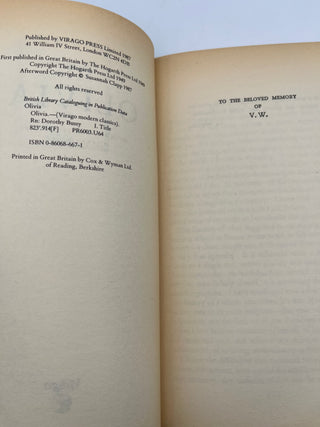 Published by VIRAGO PRESS Limited 1987
41 William IV Street, London WC2N 4DB
First published in Great Britain by The Hogarth Press Ltd 1949
Copyright The Hogarth Press Ltd 1949
Afterword Copyright © Susannah Clapp 1987
All rights reserved
British Library Cataloguing in Publication Data
Olivia
Olivia.—(Virago modern classics).
Rn: Dorothy Bussy I. Title
823'.914[F] PR6003.U64
ISBN 0-86068-667-1
Printed in Great Britain by Cox & Wyman Ltd.
of Reading, Berkshire
TO THE BELOVED MEMORY
OF
V. W.